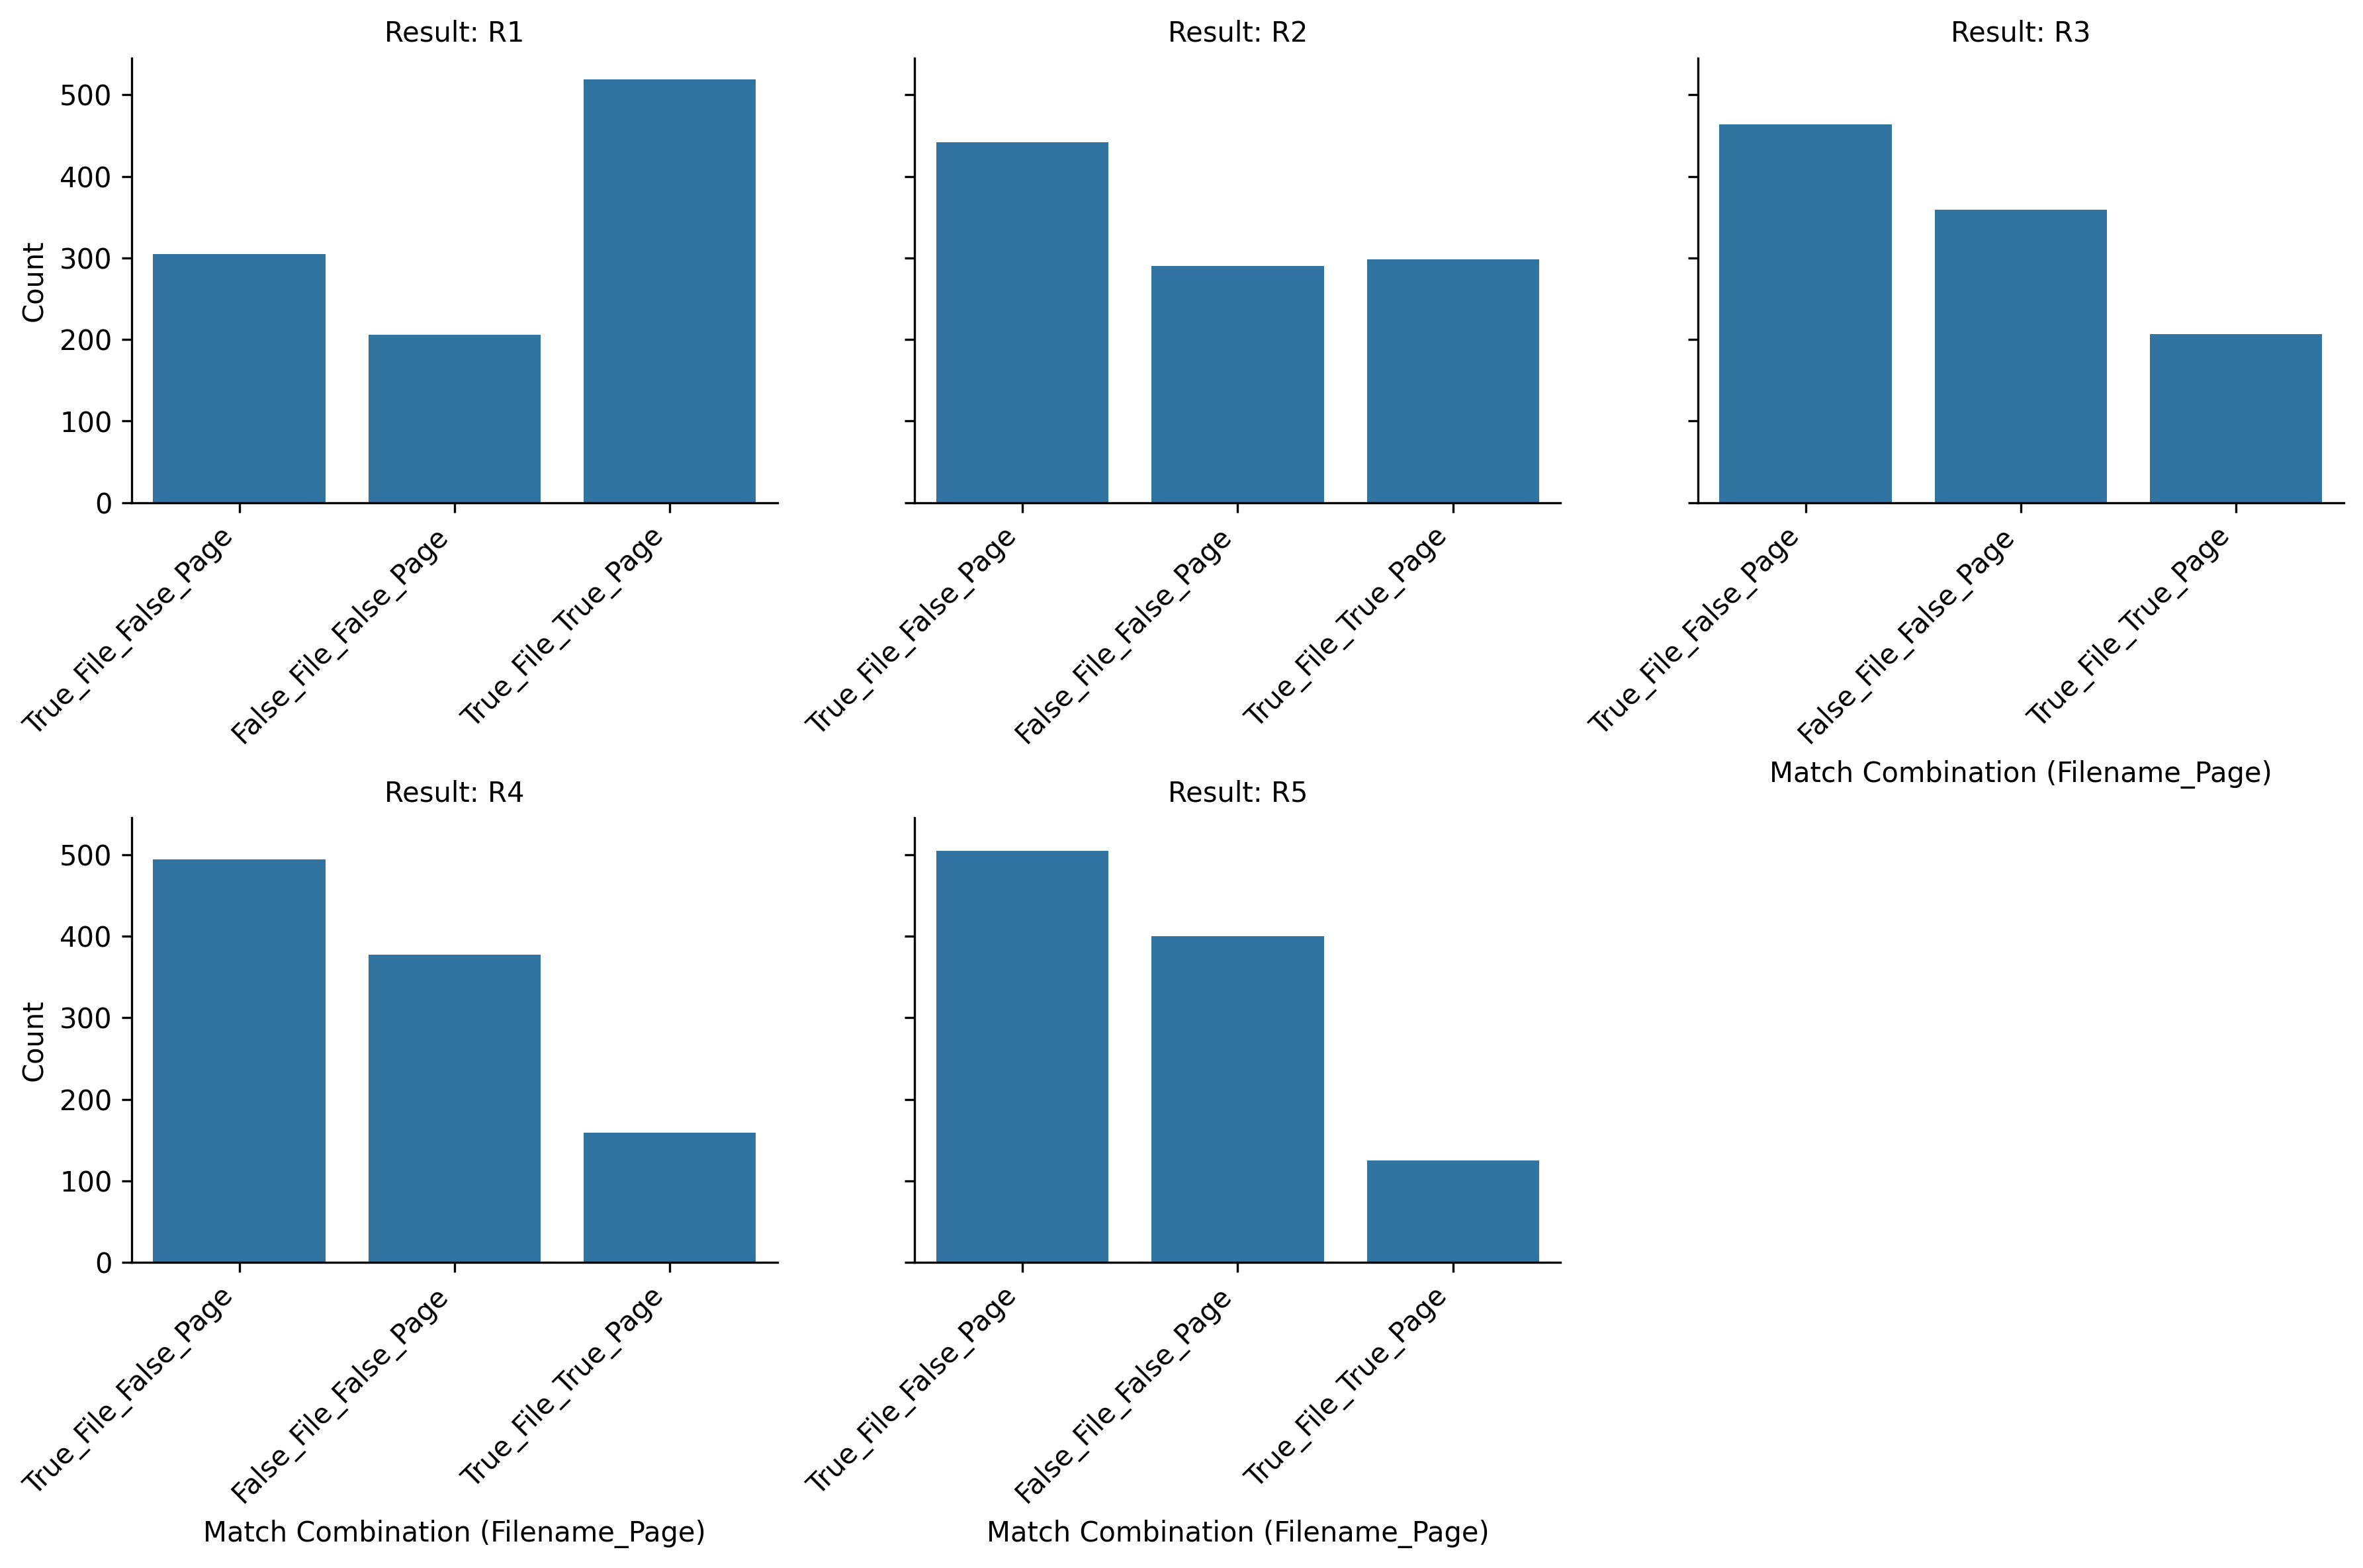 Result: R1
Result: R2
Result: R3
Count
500
400
300
200
100
0
True_File_False_Page
False_File_False_Page
True_File_True_Page
True_File_False_Page
False_File_False_Page
True_File_True_Page
True_File_False_Page
False_File_False_Page
True_File_True_Page
Match Combination (Filename_Page)
Result: R4
Result: R5
Count
500
400
300
200
100
0
True_File_False_Page
False_File_False_Page
True_File_True_Page
True_File_False_Page
False_File_False_Page
True_File_True_Page
Match Combination (Filename_Page)
Match Combination (Filename_Page)